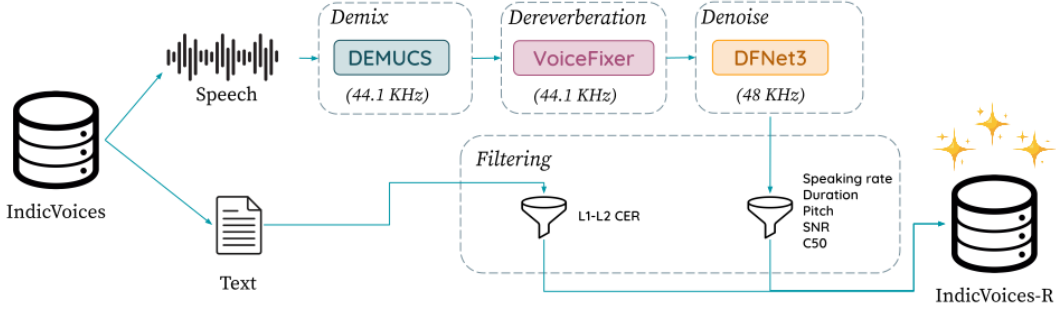 Demix
Dereverberation
Denoise
DEMUCS
VoiceFixer
DFNet3
(44.1 KHz)
(44.1 KHz)
(48 KHz)
Speech
IndicVoices
Filtering
L1-L2 CER
Speaking rate
Duration
Pitch
SNR
C50
Text
IndicVoices-R